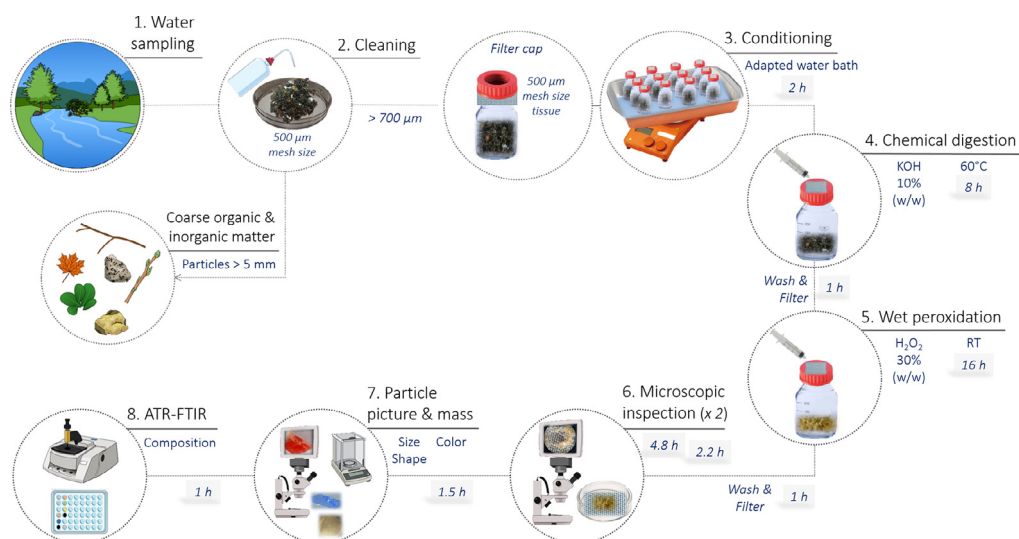 1. Water
sampling
2. Cleaning
500 µm
mesh size
> 700 µm
Filter cap
500 µm
mesh size
tissue
3. Conditioning
Adapted water bath
2 h
4. Chemical digestion
KOH
10%
(w/w)
60°C
8 h
Coarse organic &
inorganic matter
Particles > 5 mm
Wash &
Filter
1 h
5. Wet peroxidation
H₂O₂
30%
(w/w)
RT
16 h
Wash &
Filter
1 h
6. Microscopic
inspection (x 2)
4.8 h
2.2 h
7. Particle
picture & mass
Size
Shape
Color
1.5 h
8. ATR-FTIR
Composition
1 h